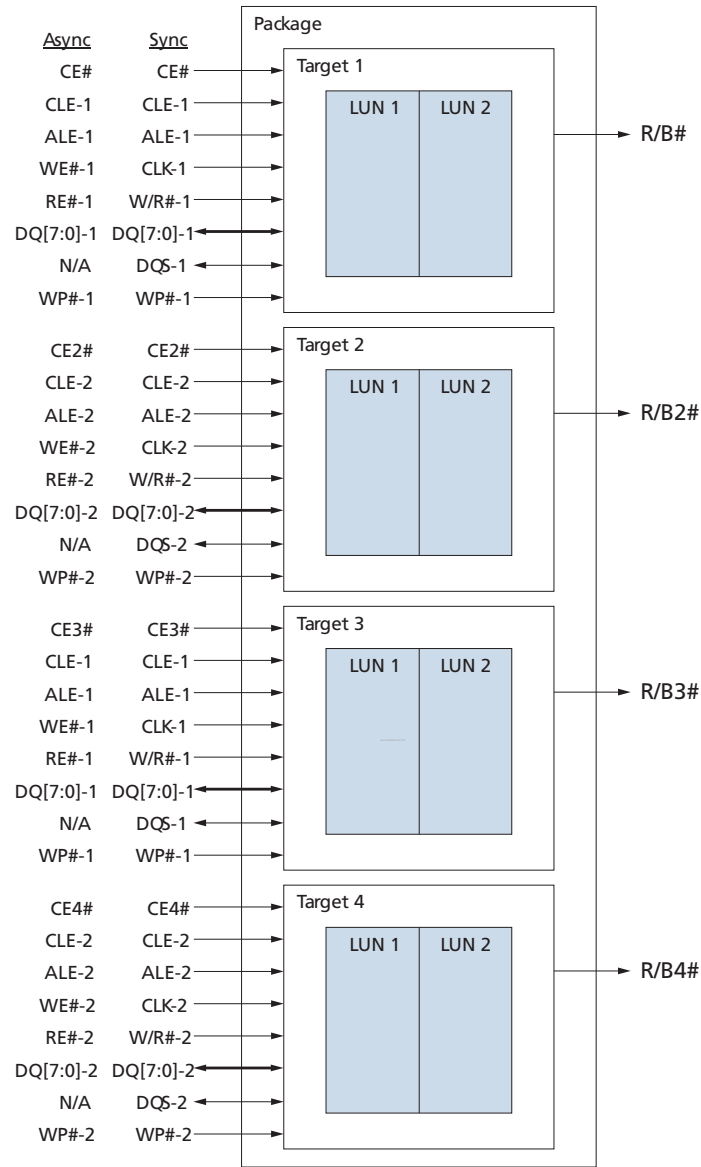 Package
Async Sync
Target 1
CE# CE#
LUN 1 LUN 2
CLE-1 CLE-1
ALE-1 ALE-1
R/B#
WE#-1 CLK-1
RE#-1 W/R#-1
DQ[7:0]-1 DQ[7:0]-1
N/A DQS-1
WP#-1 WP#-1
Target 2
CE2# CE2#
CLE-2 CLE-2
LUN 1 LUN 2
ALE-2 ALE-2
R/B2#
WE#-2 CLK-2
RE#-2 W/R#-2
DQ[7:0]-2 DQ[7:0]-2
N/A DQS-2
WP#-2 WP#-2
Target 3
CE3# CE3#
CLE-1 CLE-1
LUN 1 LUN 2
ALE-1 ALE-1
R/B3#
WE#-1 CLK-1
RE#-1 W/R#-1
DQ[7:0]-1 DQ[7:0]-1
N/A DQS-1
WP#-1 WP#-1
Target 4
CE4# CE4#
CLE-2 CLE-2
LUN 1 LUN 2
ALE-2 ALE-2
R/B4#
WE#-2 CLK-2
RE#-2 W/R#-2
DQ[7:0]-2 DQ[7:0]-2
N/A DQS-2
WP#-2 WP#-2